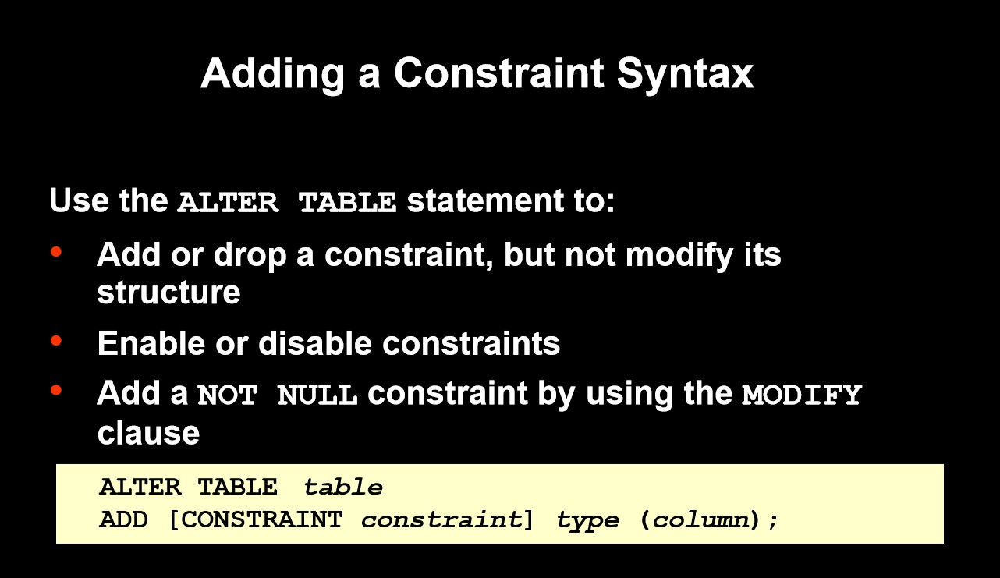 Adding a Constraint Syntax
Use the ALTER TABLE statement to:
• Add or drop a constraint, but not modify its
structure
• Enable or disable constraints
• Add a NOT NULL constraint by using the MODIFY
clause
ALTER TABLE table
ADD [CONSTRAINT constraint] type (column);